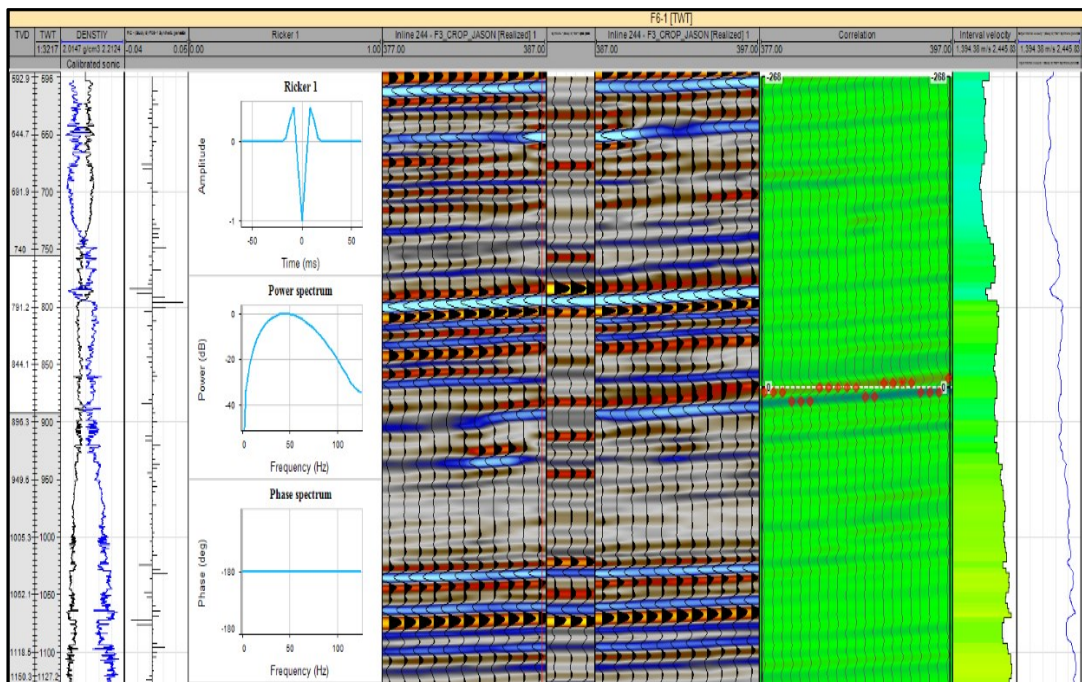 F6-1 [TWT]
TVD TWT DENSTIY Ricker 1 Inline 244 - F3_CROP_JASON [Realized] 1 Inline 244 - F3_CROP_JASON [Realized] 1 Correlation Interval velocity
1:3217 2.0147 g/cm3 2.2124 -0.04 0.05 0.00 1.00 377.00 387.00 387.00 397.00 377.00 397.00 1,394.38 m/s 2,445.83 1,394.38 m/s 2,445.83
Calibrated sonic
592.9 596
644.7 650
691.9 700
740 750
791.2 800
844.1 850
896.3 900
949.5 950
1005.3 1000
1062.1 1050
1118.5 1100
1150.3 1127.2
Ricker 1
Amplitude
0
-1
-50 0 50
Time (ms)
Power spectrum
Power (dB)
0
-20
-40
0 50 100
Frequency (Hz)
Phase spectrum
Phase (deg)
-180
-180
Frequency (Hz)
-268 -268
0 0